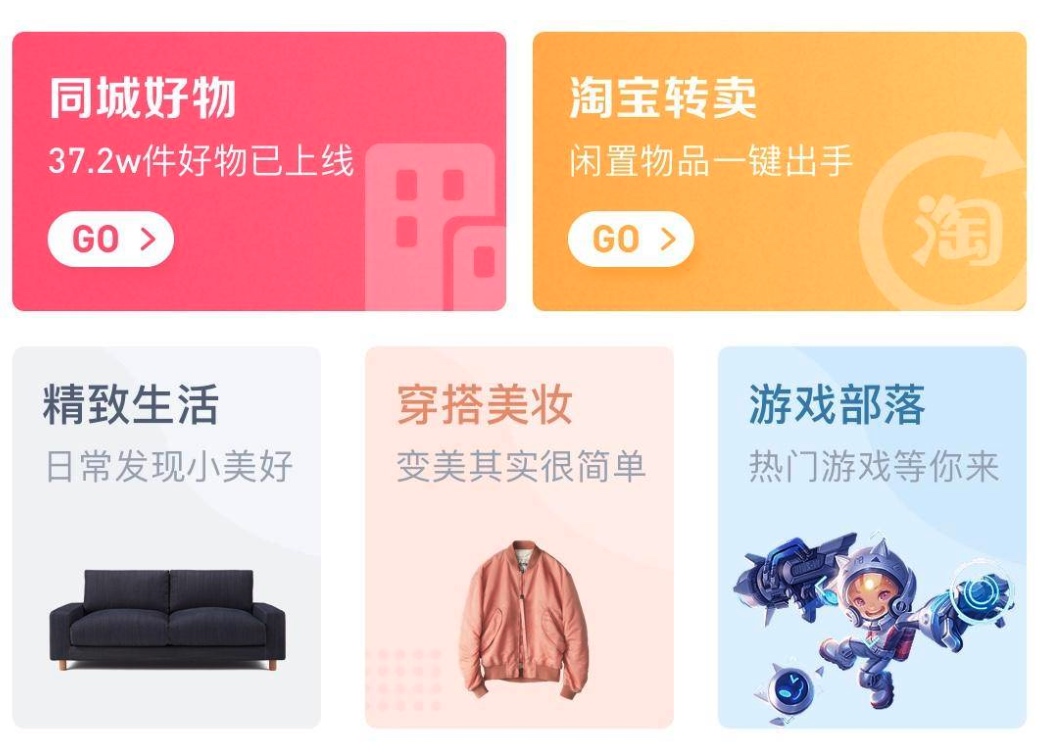 同城好物
37.2w件好物已上线
GO
淘宝转卖
闲置物品一键出手
GO
淘
精致生活
日常发现小美好
穿搭美妆
变美其实很简单
游戏部落
热门游戏等你来